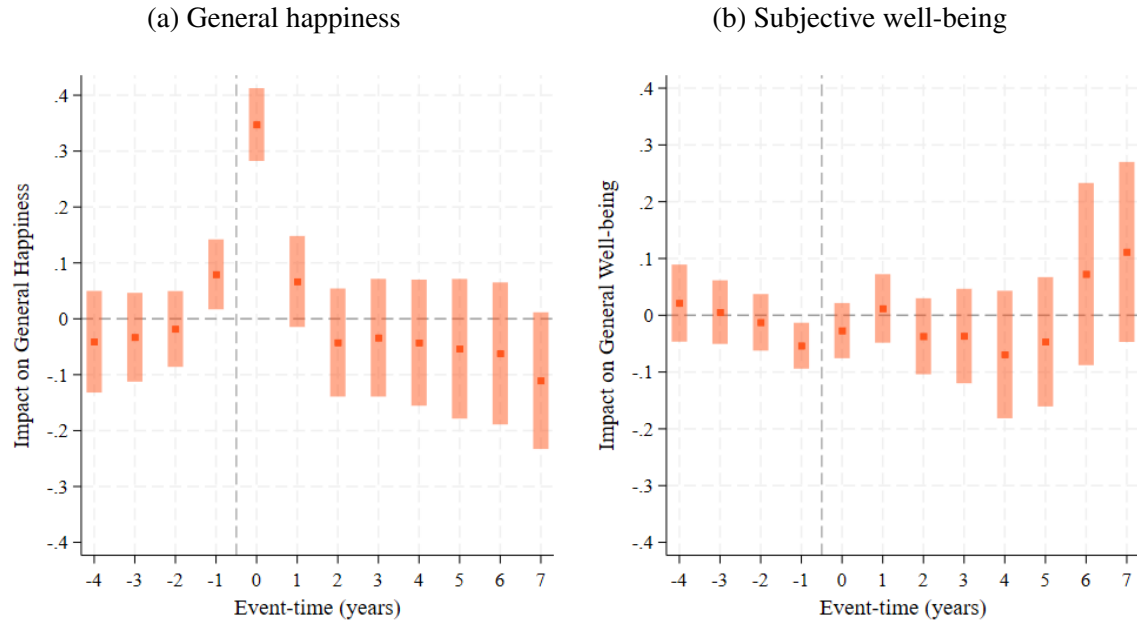 (a) General happiness
Impact on General Happiness
.4
.3
.2
.1
0
-.1
-.2
-.3
-.4
-4 -3 -2 -1 0 1 2 3 4 5 6 7
Event-time (years)
(b) Subjective well-being
Impact on General Well-being
.4
.3
.2
.1
0
-.1
-.2
-.3
-.4
-4 -3 -2 -1 0 1 2 3 4 5 6 7
Event-time (years)